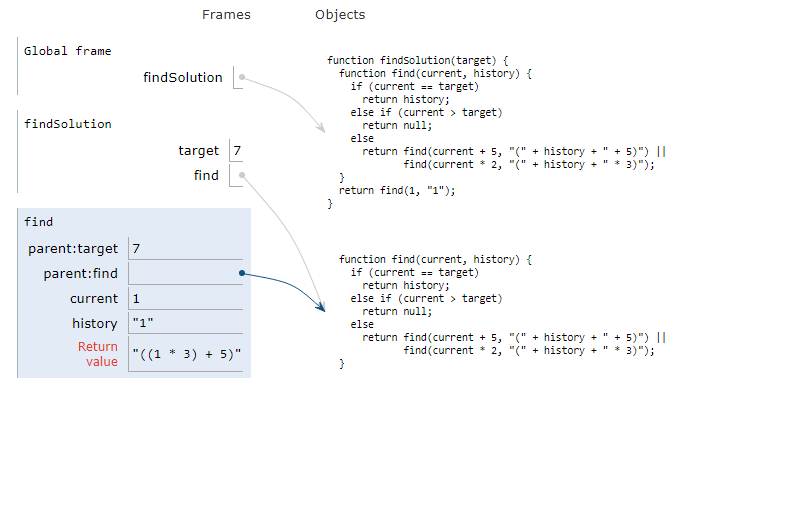 Frames Objects
Global frame
findSolution
findSolution
target 7
find
find
parent:target 7
parent:find
current 1
history "1"
Return
value "((1 * 3) + 5)"
function findSolution(target) {
function find(current, history) {
if (current == target)
return history;
else if (current > target)
return null;
else
return find(current + 5, "(" + history + " + 5)") ||
find(current * 2, "(" + history + " * 3)");
}
return find(1, "1");
}
function find(current, history) {
if (current == target)
return history;
else if (current > target)
return null;
else
return find(current + 5, "(" + history + " + 5)") ||
find(current * 2, "(" + history + " * 3)");
}